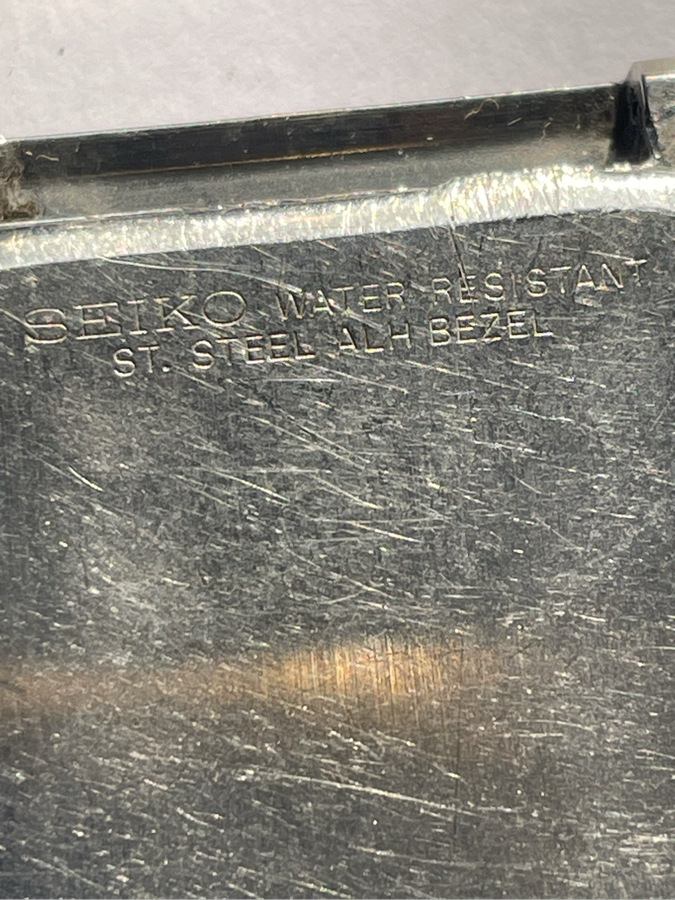 SEIKO WATER RESISTANT
ST. STEEL ALH BEZEL